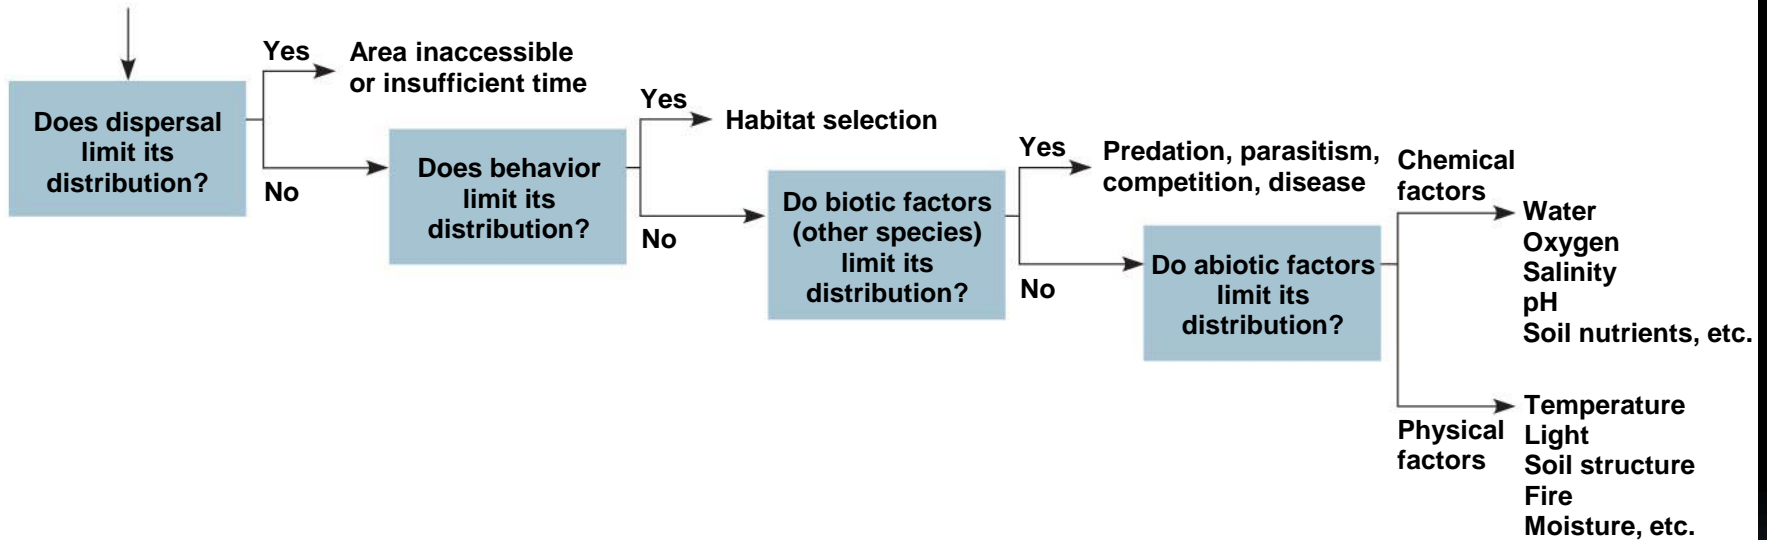 Yes
Area inaccessible
or insufficient time
Does dispersal
limit its
distribution?
No
Yes
Habitat selection
Does behavior
limit its
distribution?
No
Yes
Predation, parasitism,
competition, disease
Do biotic factors
(other species)
limit its
distribution?
No
Chemical
factors
Water
Oxygen
Salinity
pH
Soil nutrients, etc.
Do abiotic factors
limit its
distribution?
Physical
factors
Temperature
Light
Soil structure
Fire
Moisture, etc.